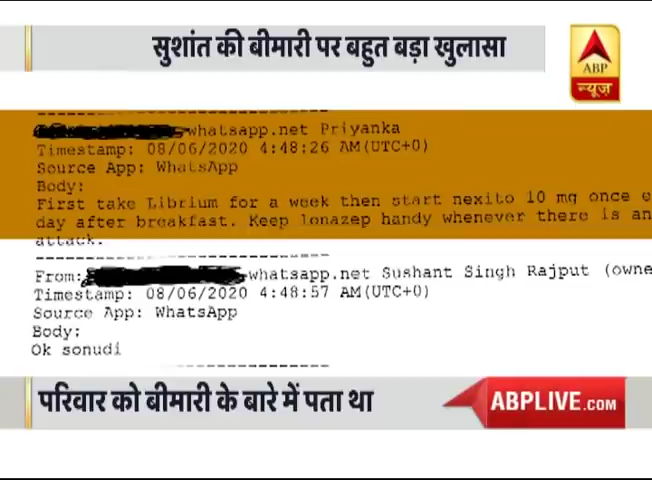 सुशांत की बीमारी पर बहुत बड़ा खुलासा
ABP
न्यूज़
whatsapp.net Priyanka
Timestamp: 08/06/2020 4:48:26 AM(UTC+0)
Source App: WhatsApp
Body:
First take Librium for a week then start nexito 10 mg once
day after breakfast. Keep lonazep handy whenever there is an
attack.
From: whatsapp.net Sushant Singh Rajput (owne
Timestamp: 08/06/2020 4:48:57 AM(UTC+0)
Source App: WhatsApp
Body:
Ok sonudi
परिवार को बीमारी के बारे में पता था
ABPLIVE.COM